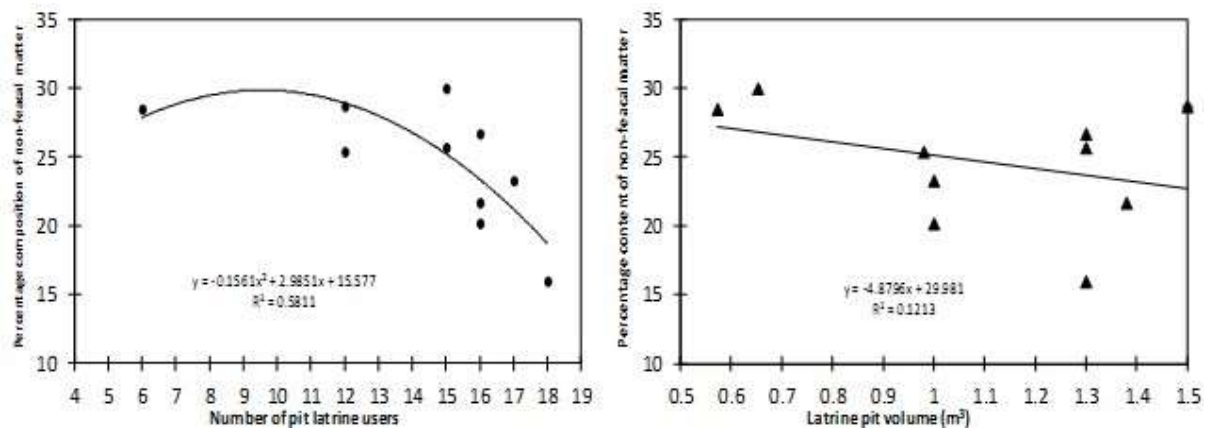 35
30
25
20
15
10
Percentage composition of non-feacal matter
y = -0.1561x² + 2.9851x + 15.577
R² = 0.5811
4 5 6 7 8 9 10 11 12 13 14 15 16 17 18 19
Number of pit latrine users
35
30
25
20
15
10
Percentage content of non-feacal matter
y = -4.8796x + 29.981
R² = 0.1213
0.5 0.6 0.7 0.8 0.9 1 1.1 1.2 1.3 1.4 1.5
Latrine pit volume (m³)